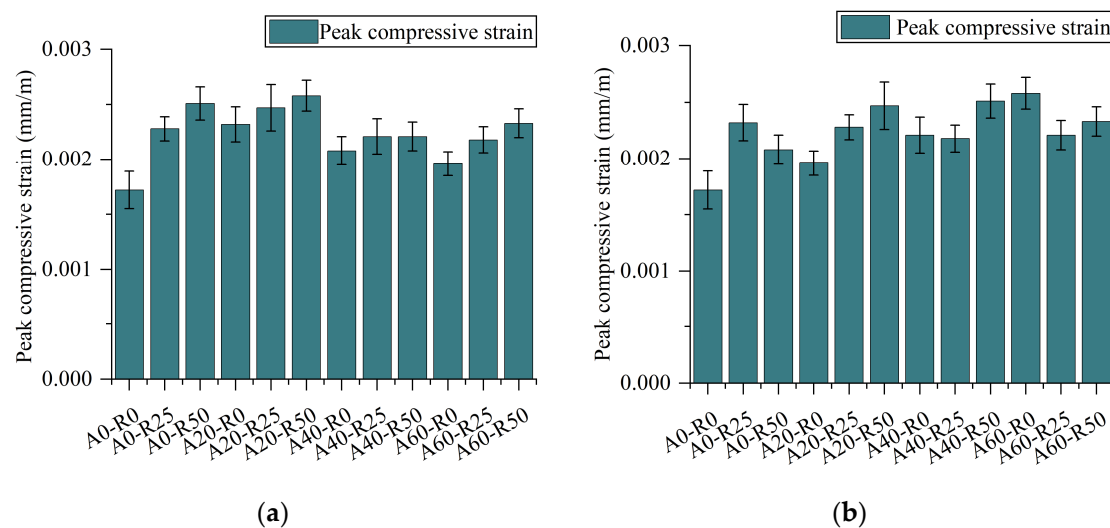 Peak compressive strain
Peak compressive strain (mm/m)
0.003
0.002
0.001
0.000
A0-R0
A0-R25
A0-R50
A20-R0
A20-R25
A20-R50
A40-R0
A40-R25
A40-R50
A60-R0
A60-R25
A60-R50
(a)
Peak compressive strain
Peak compressive strain (mm/m)
0.003
0.002
0.001
0.000
A0-R0
A0-R25
A0-R50
A20-R0
A20-R25
A20-R50
A40-R0
A40-R25
A40-R50
A60-R0
A60-R25
A60-R50
(b)